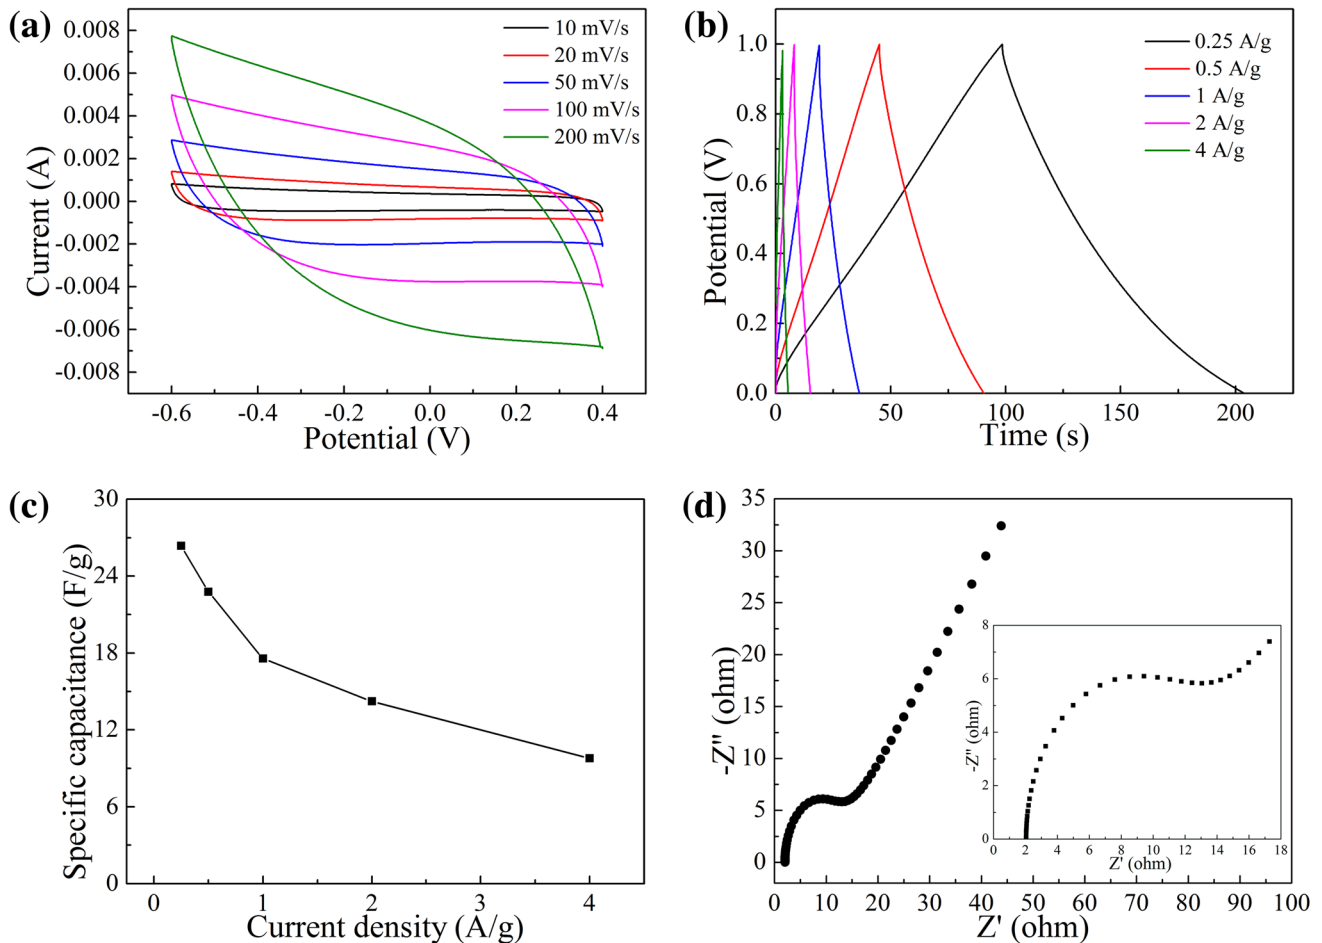 (a)
0.008
0.006
0.004
0.002
0.000
-0.002
-0.004
-0.006
-0.008
Current (A)
10 mV/s
20 mV/s
50 mV/s
100 mV/s
200 mV/s
-0.6 -0.4 -0.2 0.0 0.2 0.4
Potential (V)
(b)
1.0
0.8
0.6
0.4
0.2
0.0
Potential (V)
0.25 A/g
0.5 A/g
1 A/g
2 A/g
4 A/g
0 50 100 150 200
Time (s)
(c)
30
24
18
12
6
0
Specific capacitance (F/g)
0 1 2 3 4
Current density (A/g)
(d)
35
30
25
20
15
10
5
0
-Z'' (ohm)
8
6
4
2
0
-Z'' (ohm)
0 2 4 6 8 10 12 14 16 18
Z' (ohm)
0 10 20 30 40 50 60 70 80 90 100
Z' (ohm)